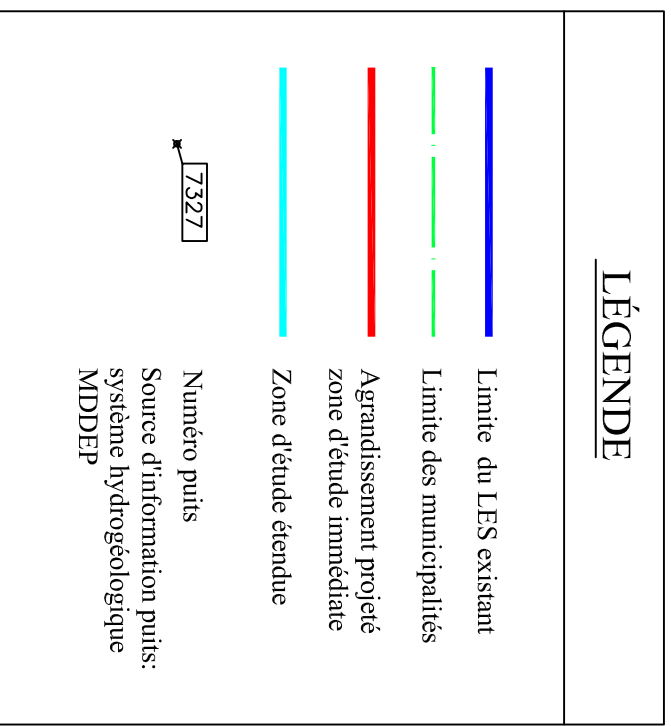 LÉGENDE
Limite du LES existant
Limite des municipalités
Agrandissement projeté
zone d'étude immédiate
Zone d'étude étendue
7327
Numéro puits
Source d'information puits:
système hydrogéologique
MDDEP